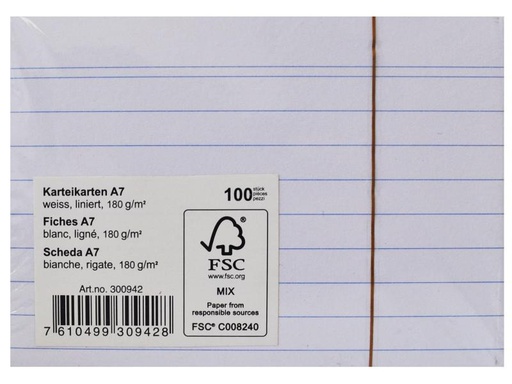 Karteikarten A7
weiss, liniert, 180 g/m²
Fiches A7
blanc, ligné, 180 g/m²
Scheda A7
bianche, rigate, 180 g/m²
Art.no. 300942
7 610499 309428
100 stück
pièces
pezzi
FSC
www.fsc.org
MIX
Paper from
responsible sources
FSC® C008240